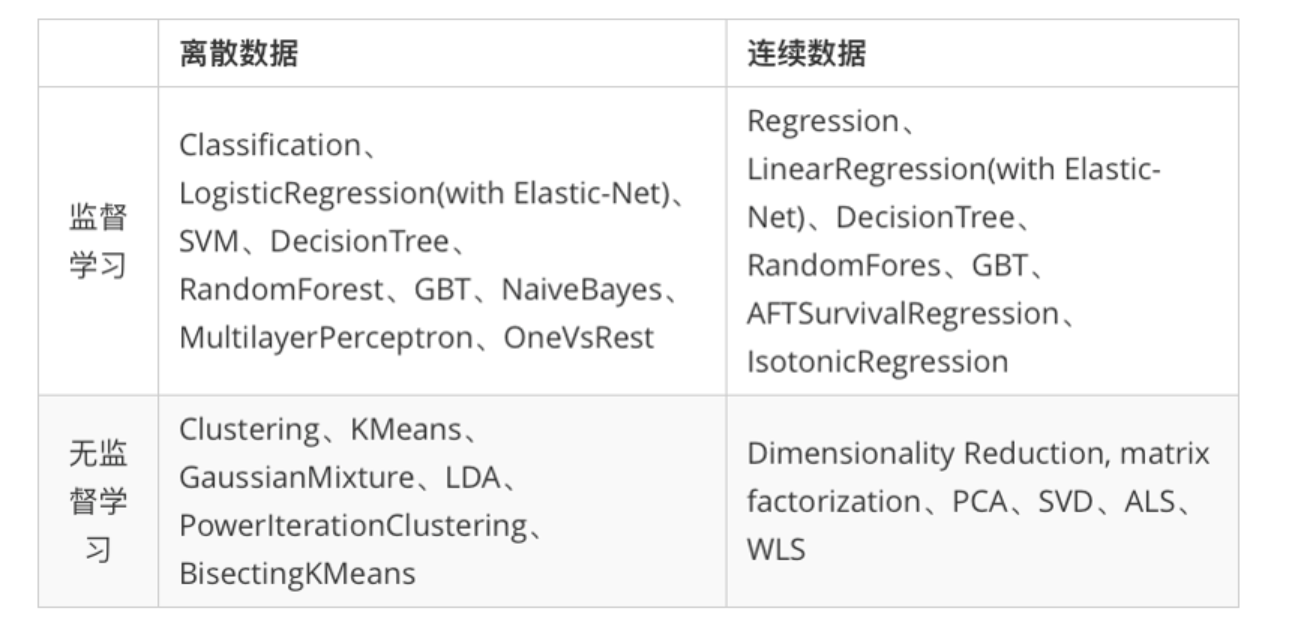 离散数据
连续数据
监督
学习
Classification、
LogisticRegression(with Elastic-Net)、
SVM、DecisionTree、
RandomForest、GBT、NaiveBayes、
MultilayerPerceptron、OneVsRest
Regression、
LinearRegression(with Elastic-
Net)、DecisionTree、
RandomFores、GBT、
AFTSurvivalRegression、
IsotonicRegression
无监
督学
习
Clustering、KMeans、
GaussianMixture、LDA、
PowerIterationClustering、
BisectingKMeans
Dimensionality Reduction, matrix
factorization、PCA、SVD、ALS、
WLS